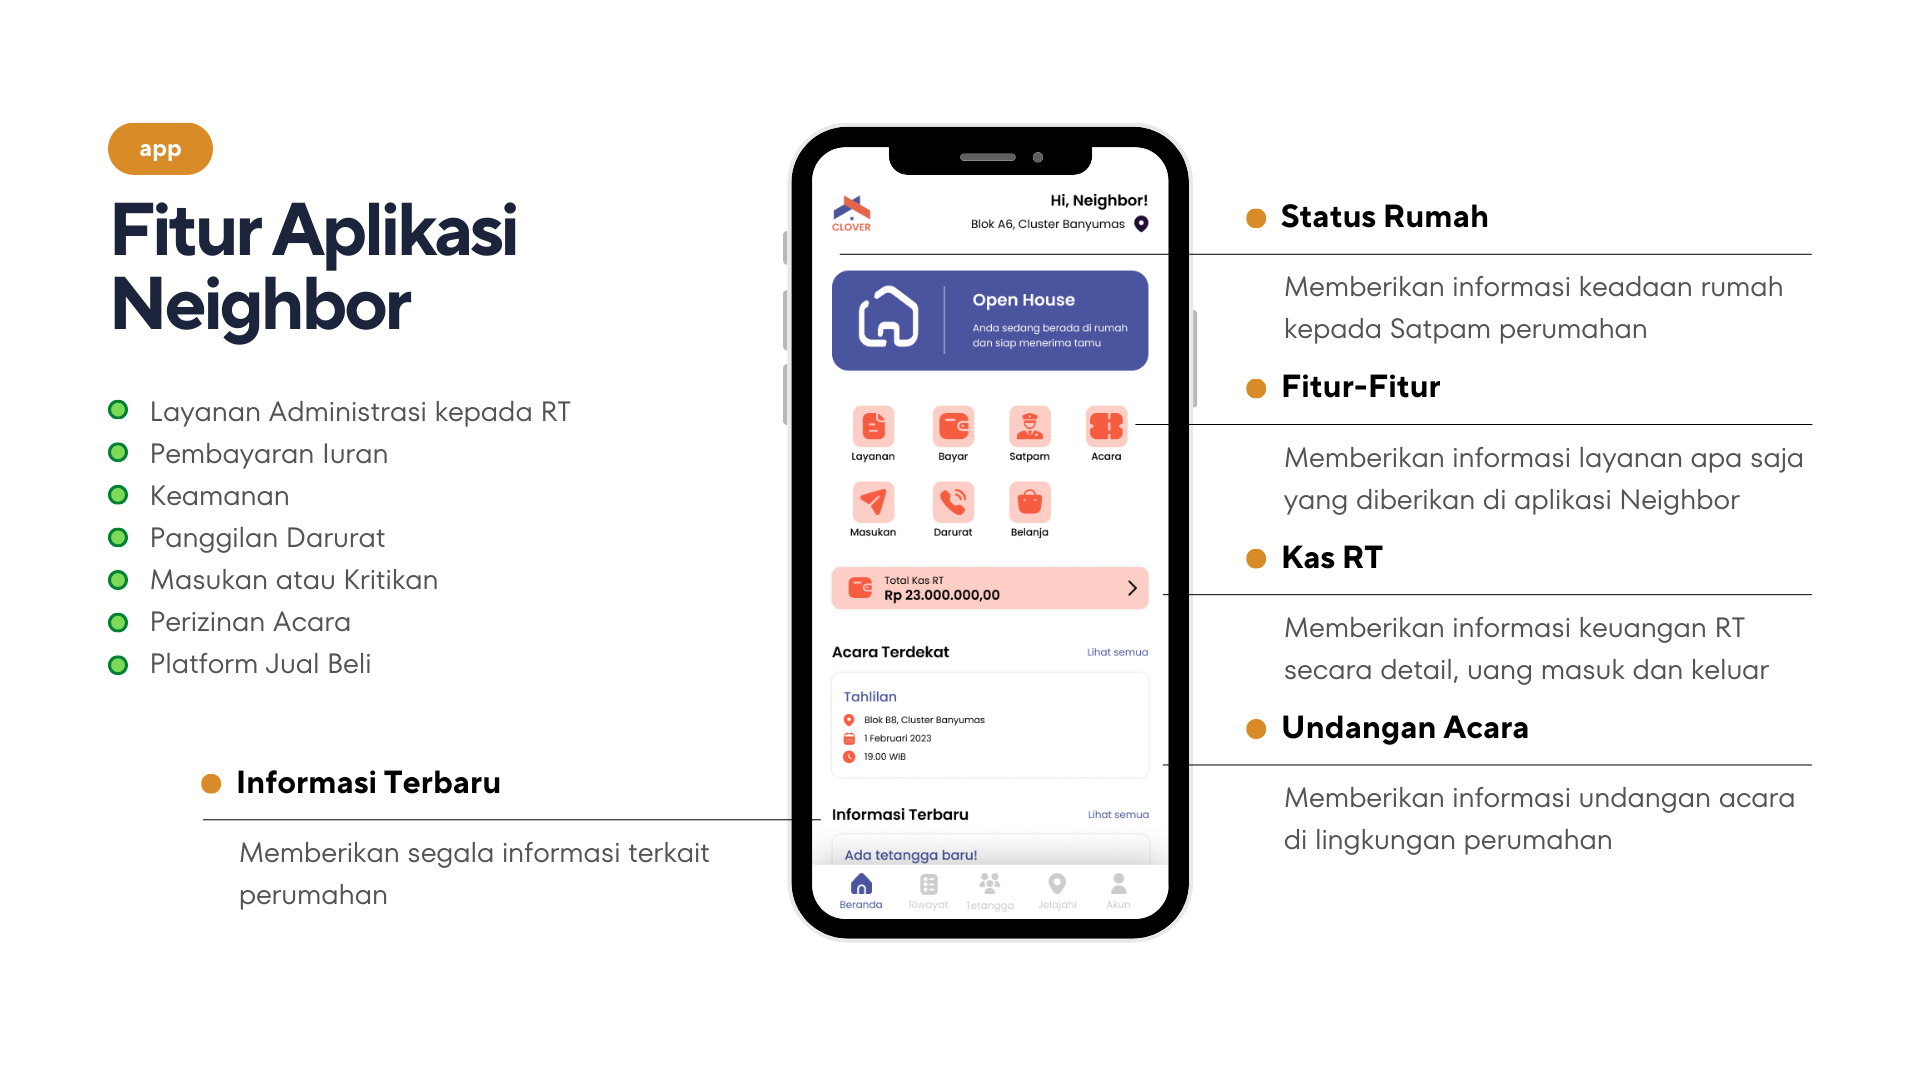 app
Fitur Aplikasi
Neighbor
Layanan Administrasi kepada RT
Pembayaran Iuran
Keamanan
Panggilan Darurat
Masukan atau Kritikan
Perizinan Acara
Platform Jual Beli
Informasi Terbaru
Memberikan segala informasi terkait
perumahan
CLOVER
Hi, Neighbor!
Blok A6, Cluster Banyumas
Open House
Anda sedang berada di rumah
dan siap menerima tamu
Layanan
Bayar
Satpam
Acara
Masukan
Darurat
Belanja
Total Kas RT
Rp 23.000.000,00
Acara Terdekat
Lihat semua
Tahlilan
Blok B8, Cluster Banyumas
1 Februari 2023
19.00 WIB
Informasi Terbaru
Lihat semua
Ada tetangga baru!
Beranda
Riwayat
Tetangga
Jelajahi
Akun
Status Rumah
Memberikan informasi keadaan rumah
kepada Satpam perumahan
Fitur-Fitur
Memberikan informasi layanan apa saja
yang diberikan di aplikasi Neighbor
Kas RT
Memberikan informasi keuangan RT
secara detail, uang masuk dan keluar
Undangan Acara
Memberikan informasi undangan acara
di lingkungan perumahan